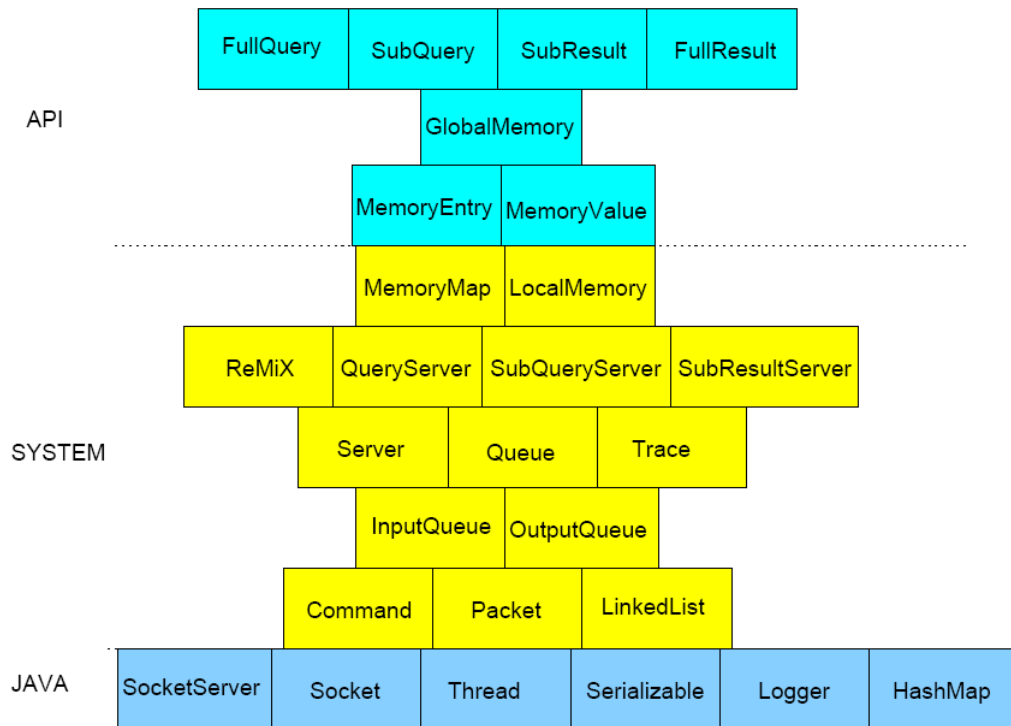 FullQuery SubQuery SubResult FullResult
API
GlobalMemory
MemoryEntry MemoryValue
MemoryMap LocalMemory
ReMiX QueryServer SubQueryServer SubResultServer
SYSTEM
Server Queue Trace
InputQueue OutputQueue
Command Packet LinkedList
JAVA
SocketServer Socket Thread Serializable Logger HashMap